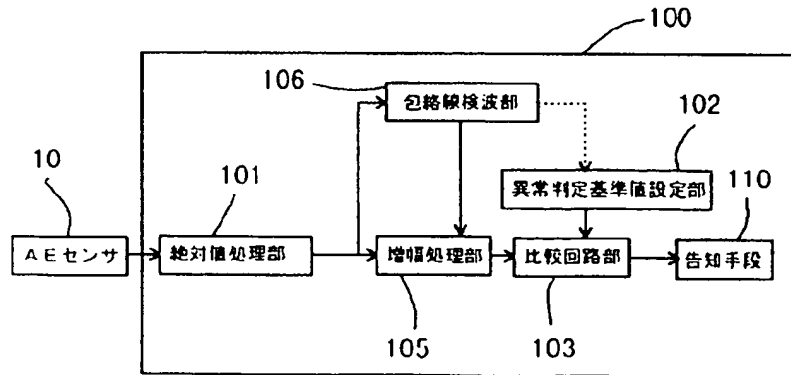 100
106
包絡線検波部
102
10
101
異常判定基準値設定部
110
AEセンサ
絶対値処理部
増幅処理部
比較回路部
告知手段
105
103